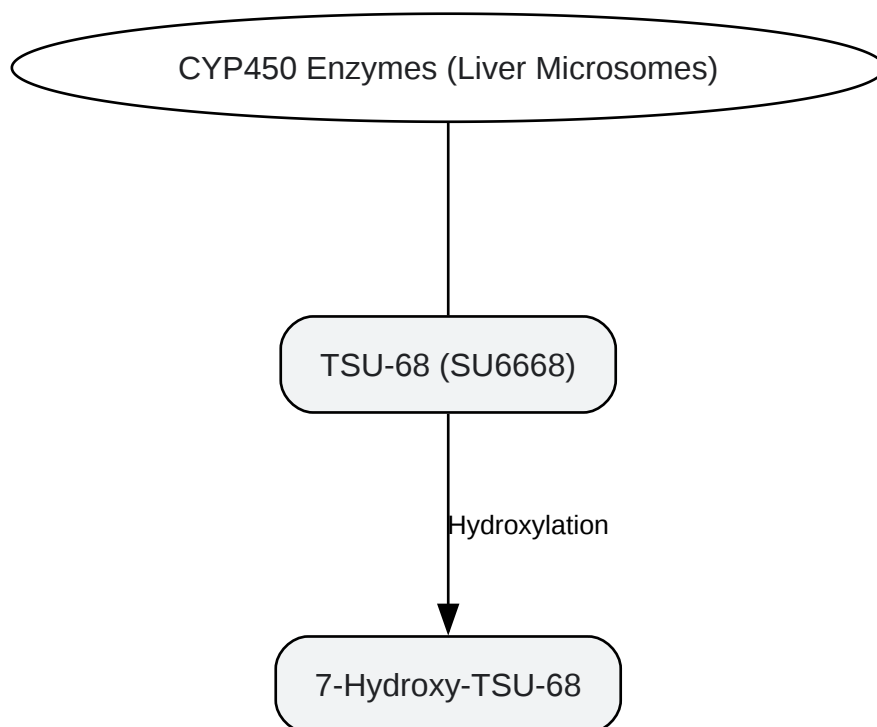 CYP450 Enzymes (Liver Microsomes)
TSU-68 (SU6668)
Hydroxylation
7-Hydroxy-TSU-68